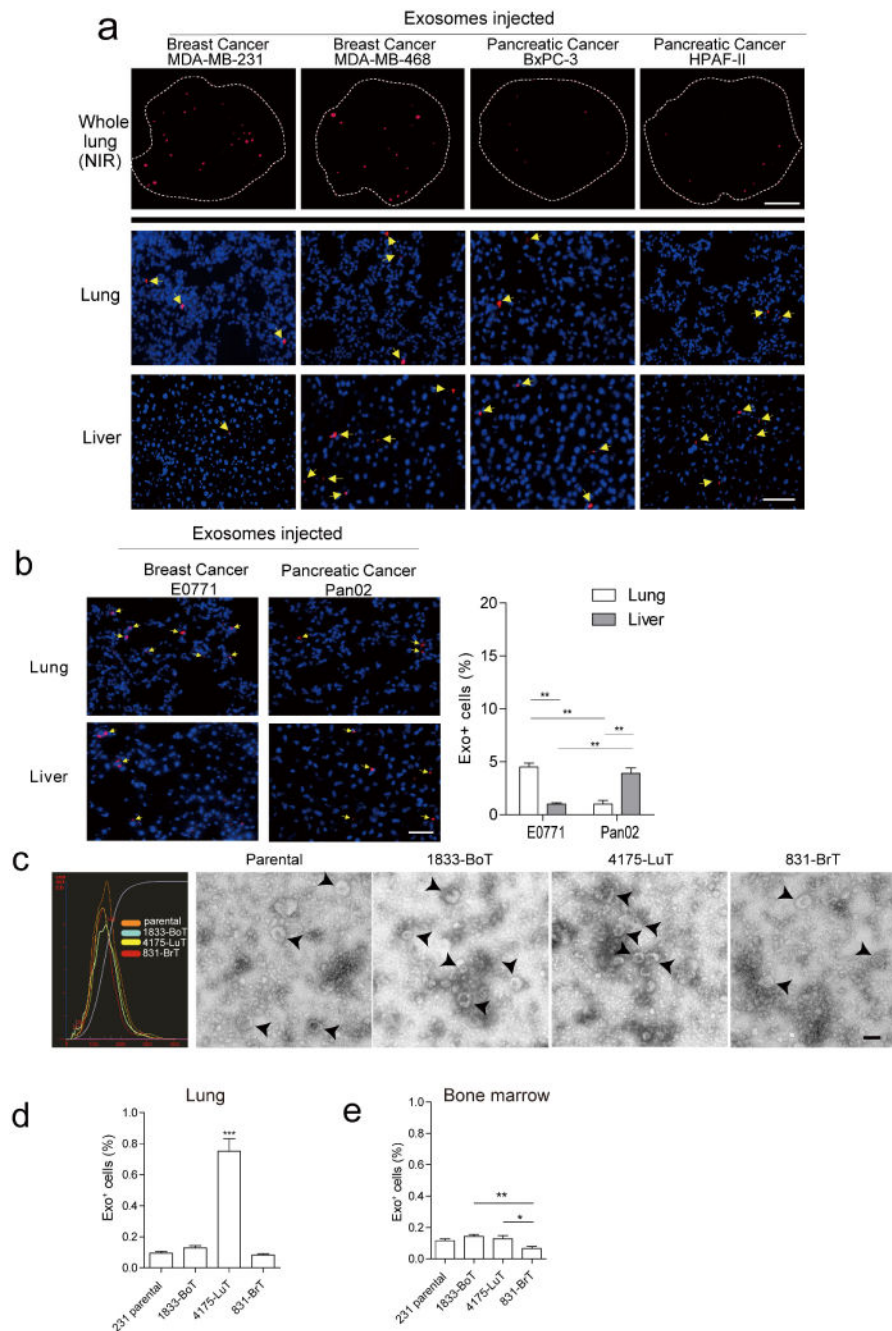 a
Exosomes injected
Breast Cancer
MDA-MB-231
Breast Cancer
MDA-MB-468
Pancreatic Cancer
BxPC-3
Pancreatic Cancer
HPAF-II
Whole
lung
(NIR)
Lung
Liver
b
Exosomes injected
Breast Cancer
E0771
Pancreatic Cancer
Pan02
Lung
Liver
Lung
Liver
Exo+ cells (%)
20
15
10
5
0
**
**
**
**
E0771
Pan02
c
Parental
1833-BoT
4175-LuT
831-BrT
parental
1833-BoT
4175-LuT
831-BrT
d
Lung
Exo+ cells (%)
1.0
0.8
0.6
0.4
0.2
0.0
***
231 parental
1833-BoT
4175-LuT
831-BrT
e
Bone marrow
Exo+ cells (%)
1.0
0.8
0.6
0.4
0.2
0.0
**
*
231 parental
1833-BoT
4175-LuT
831-BrT